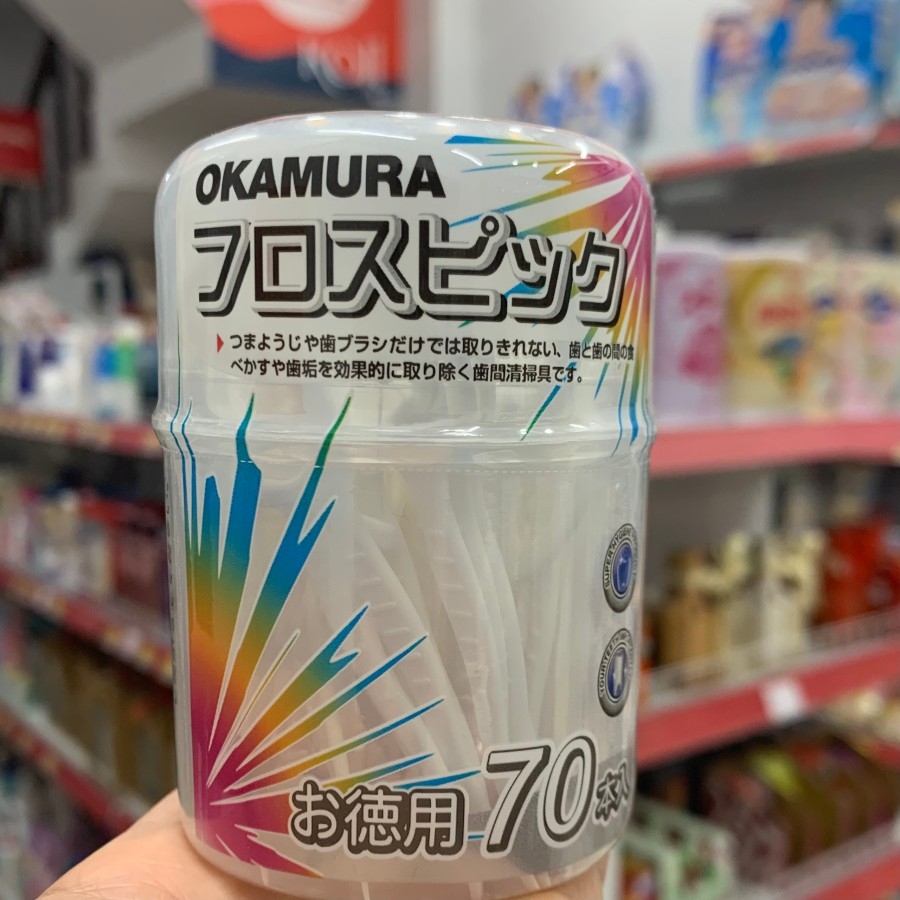 OKAMURA
フロスピック
つまようじや歯ブラシだけでは取りきれない、歯と歯の間の食
べかすや歯垢を効果的に取り除く歯間清掃具です。
お徳用 70本入